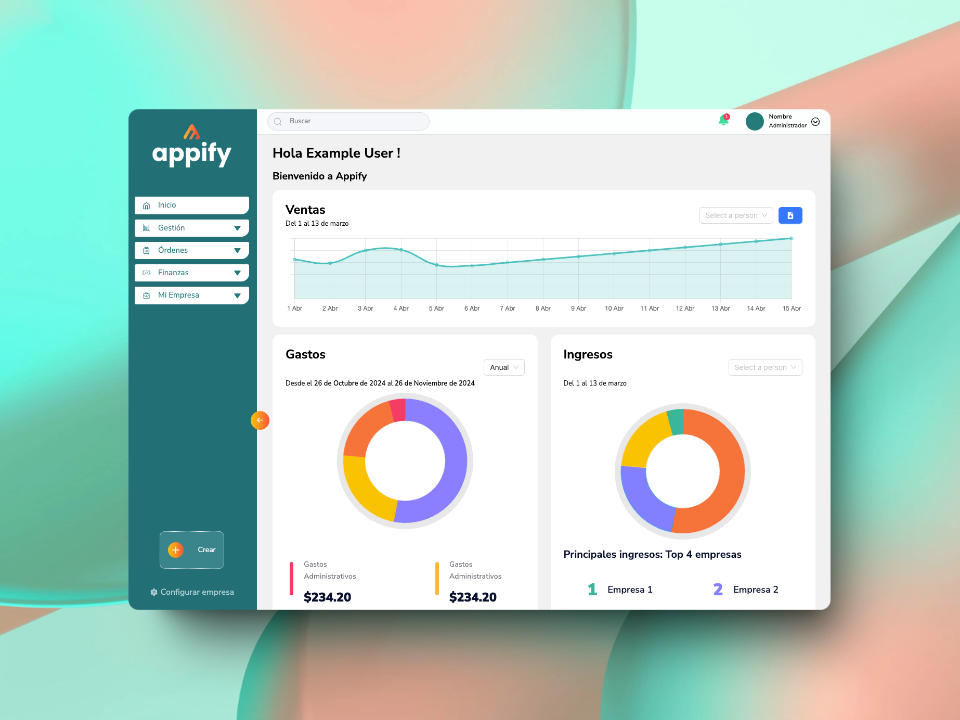 appify
Inicio
Gestión
Órdenes
Finanzas
Mi Empresa
Crear
Configurar empresa
Buscar
1
Nombre
Administrador
Hola Example User !
Bienvenido a Appify
Ventas
Del 1 al 13 de marzo
Select a person
1 Abr 2 Abr 3 Abr 4 Abr 5 Abr 6 Abr 7 Abr 8 Abr 9 Abr 10 Abr 11 Abr 12 Abr 13 Abr 14 Abr 15 Abr
Gastos
Anual
Desde el 26 de Octubre de 2024 al 26 de Noviembre de 2024
Gastos
Administrativos
$234.20
Gastos
Administrativos
$234.20
Ingresos
Select a person
Del 1 al 13 de marzo
Principales ingresos: Top 4 empresas
1 Empresa 1
2 Empresa 2